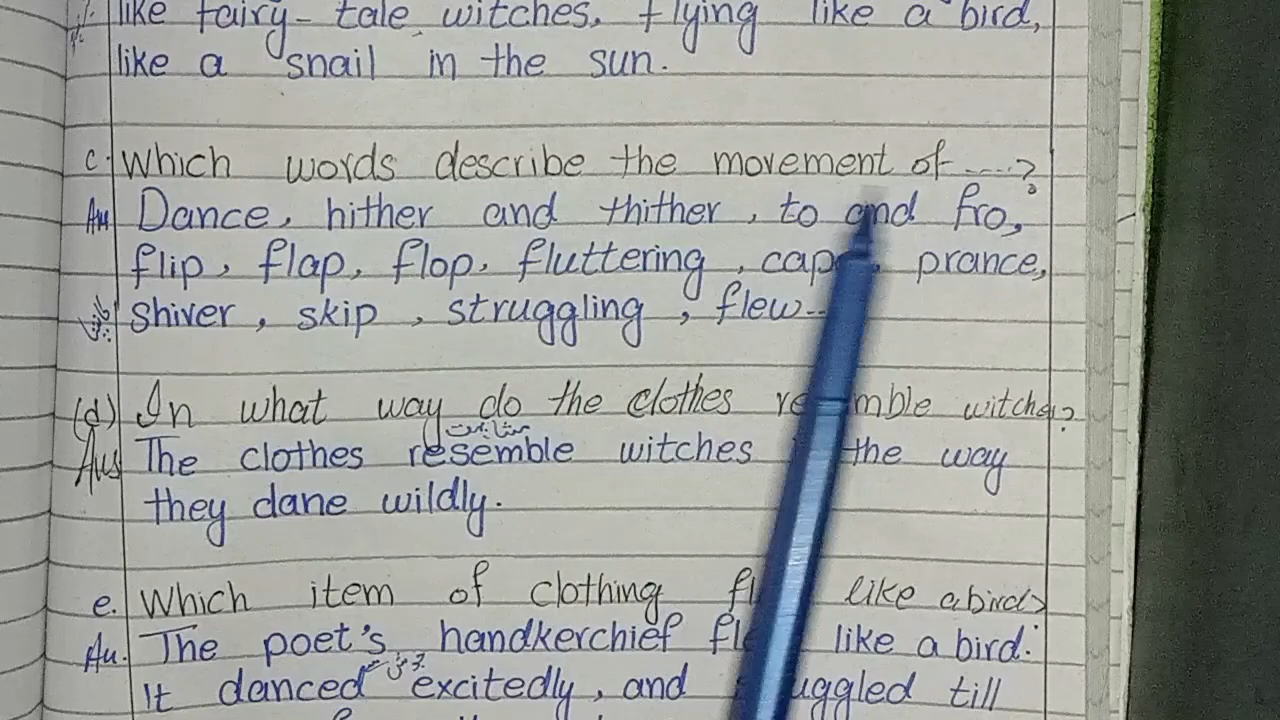 like fairy-tale witches, flying like a bird,
like a snail in the sun.
c. Which words describe the movement of ....?
Ans Dance, hither and thither, to and fro,
flip, flap, flop, fluttering, prance,
shiver, skip, struggling, flew..
(d) In what way do the clothes witches?
مشابہت
Ans The clothes resemble witches the way
they dane wildly.
e. Which item of clothing like a bird?
An. The poet's handkerchief like a bird.
It danced excitedly, and till